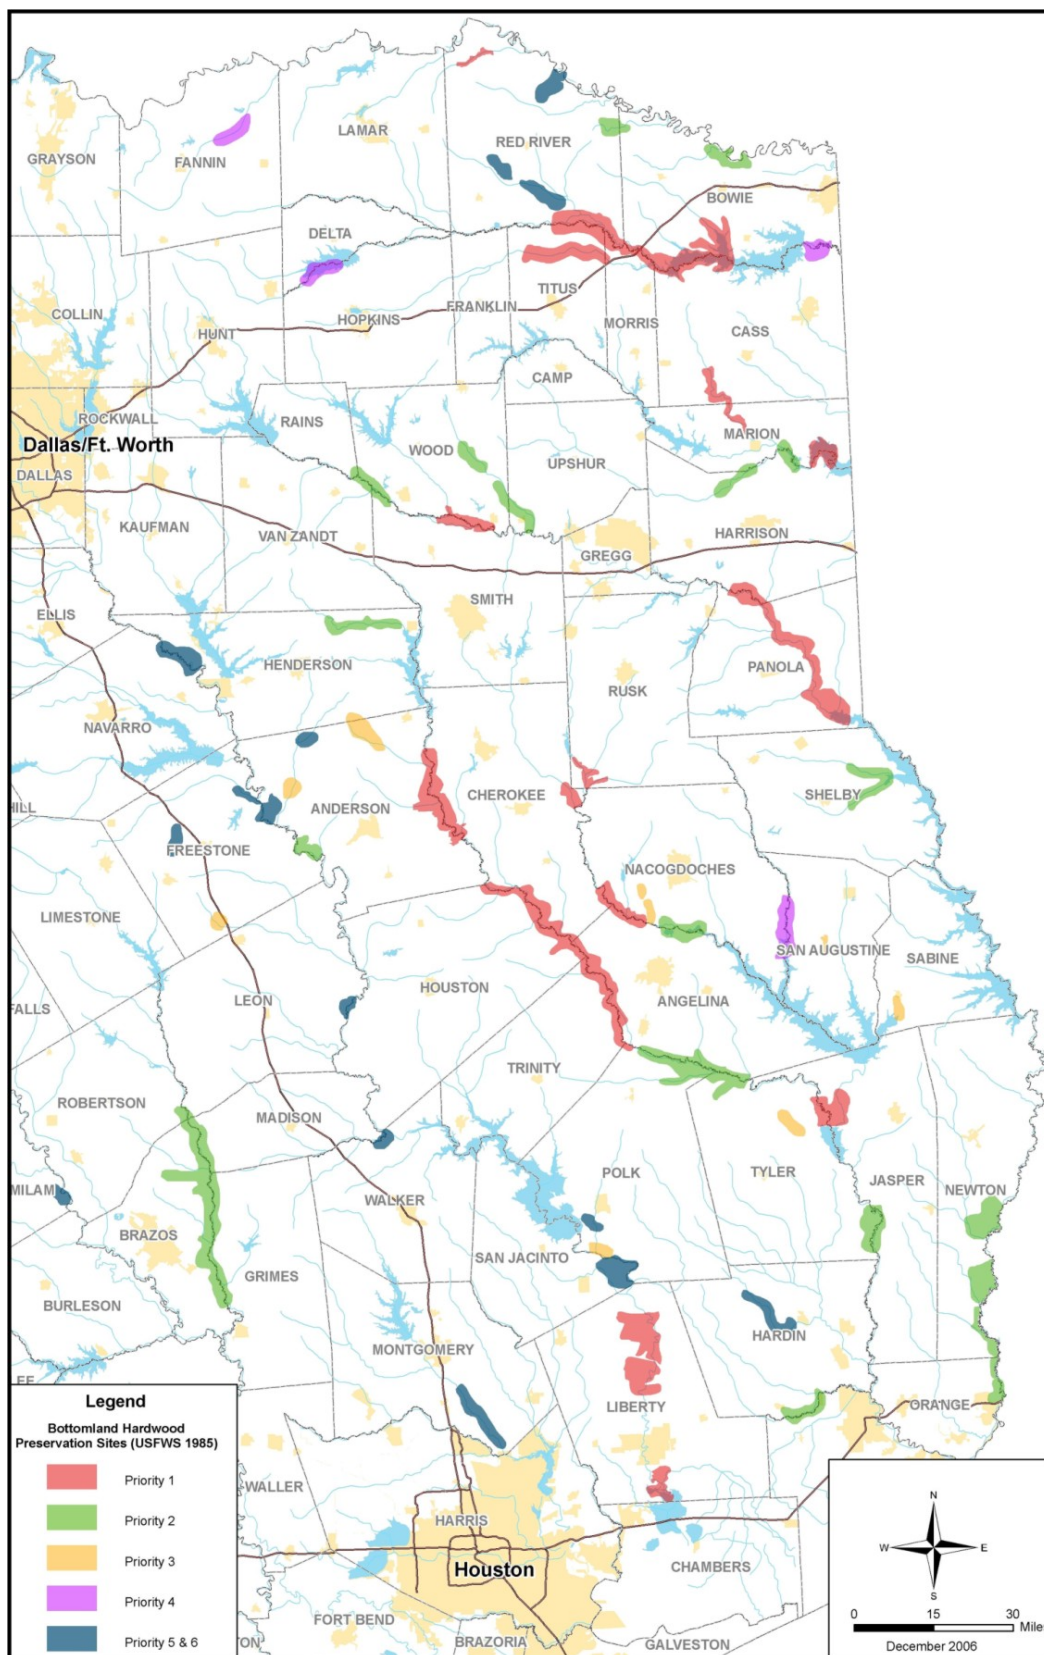 GRAYSON
FANNIN
LAMAR
RED RIVER
BOWIE
DELTA
COLLIN
HUNT
HOPKINS
FRANKLIN
TITUS
MORRIS
CASS
ROCKWALL
RAINS
CAMP
MARION
Dallas/Ft. Worth
WOOD
UPSHUR
DALLAS
KAUFMAN
VAN ZANDT
GREGG
HARRISON
ELLIS
SMITH
HENDERSON
RUSK
PANOLA
NAVARRO
HILL
ANDERSON
CHEROKEE
SHELBY
FREESTONE
NACOGDOCHES
LIMESTONE
SAN AUGUSTINE
SABINE
FALLS
LEON
HOUSTON
ANGELINA
TRINITY
ROBERTSON
MADISON
MILAM
WALKER
POLK
TYLER
JASPER
NEWTON
BRAZOS
SAN JACINTO
GRIMES
BURLESON
HARDIN
MONTGOMERY
LIBERTY
ORANGE
WALLER
HARRIS
Houston
CHAMBERS
FORT BEND
BRAZORIA
GALVESTON
Legend
Bottomland Hardwood
Preservation Sites (USFWS 1985)
Priority 1
Priority 2
Priority 3
Priority 4
Priority 5 & 6
N
W E
S
0 15 30
Miles
December 2006